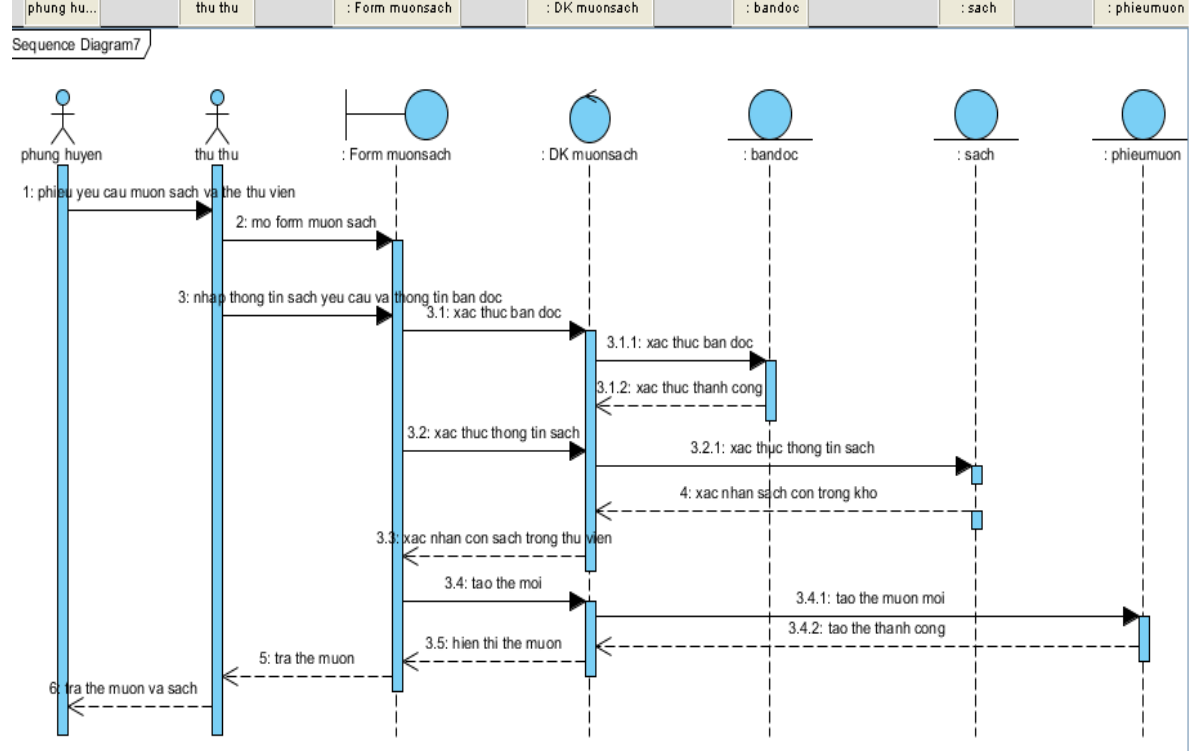 phung hu...
thu thu
: Form muonsach
: DK muonsach
: bandoc
: sach
: phieumuon
Sequence Diagram7
phung huyen
thu thu
: Form muonsach
: DK muonsach
: bandoc
: sach
: phieumuon
1: phieu yeu cau muon sach va the thu vien
2: mo form muon sach
3: nhap thong tin sach yeu cau va thong tin ban doc
3.1: xac thuc ban doc
3.1.1: xac thuc ban doc
3.1.2: xac thuc thanh cong
3.2: xac thuc thong tin sach
3.2.1: xac thuc thong tin sach
4: xac nhan sach con trong kho
3.3: xac nhan con sach trong thu vien
3.4: tao the moi
3.4.1: tao the muon moi
3.4.2: tao the thanh cong
3.5: hien thi the muon
5: tra the muon
6: tra the muon va sach